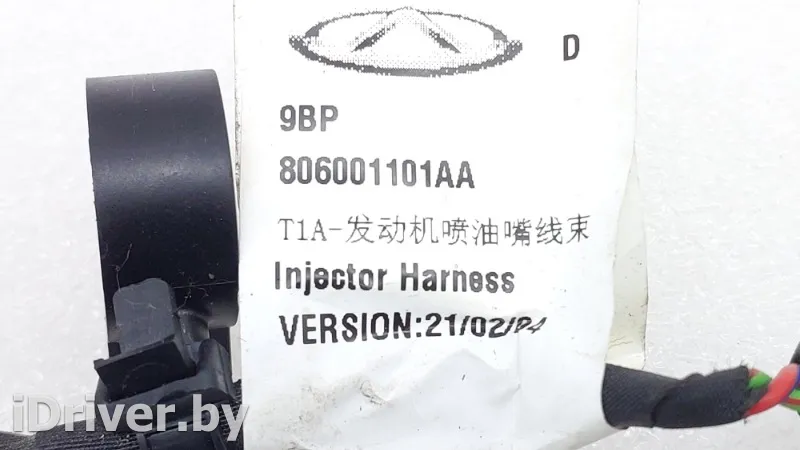 D
9BP
806001101AA
T1A-发动机喷油嘴线束
Injector Harness
VERSION:21/02/
iDriver.by